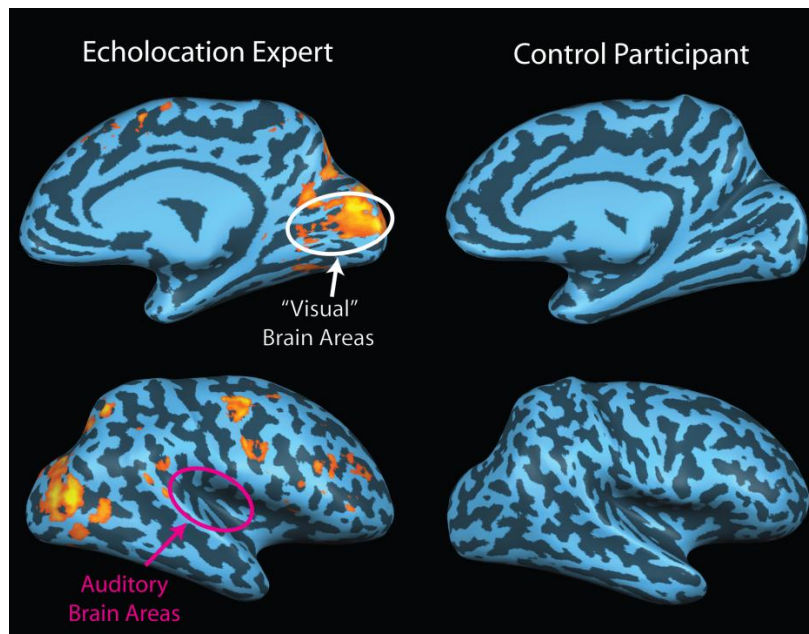 Echolocation Expert
Control Participant
“Visual”
Brain Areas
Auditory
Brain Areas